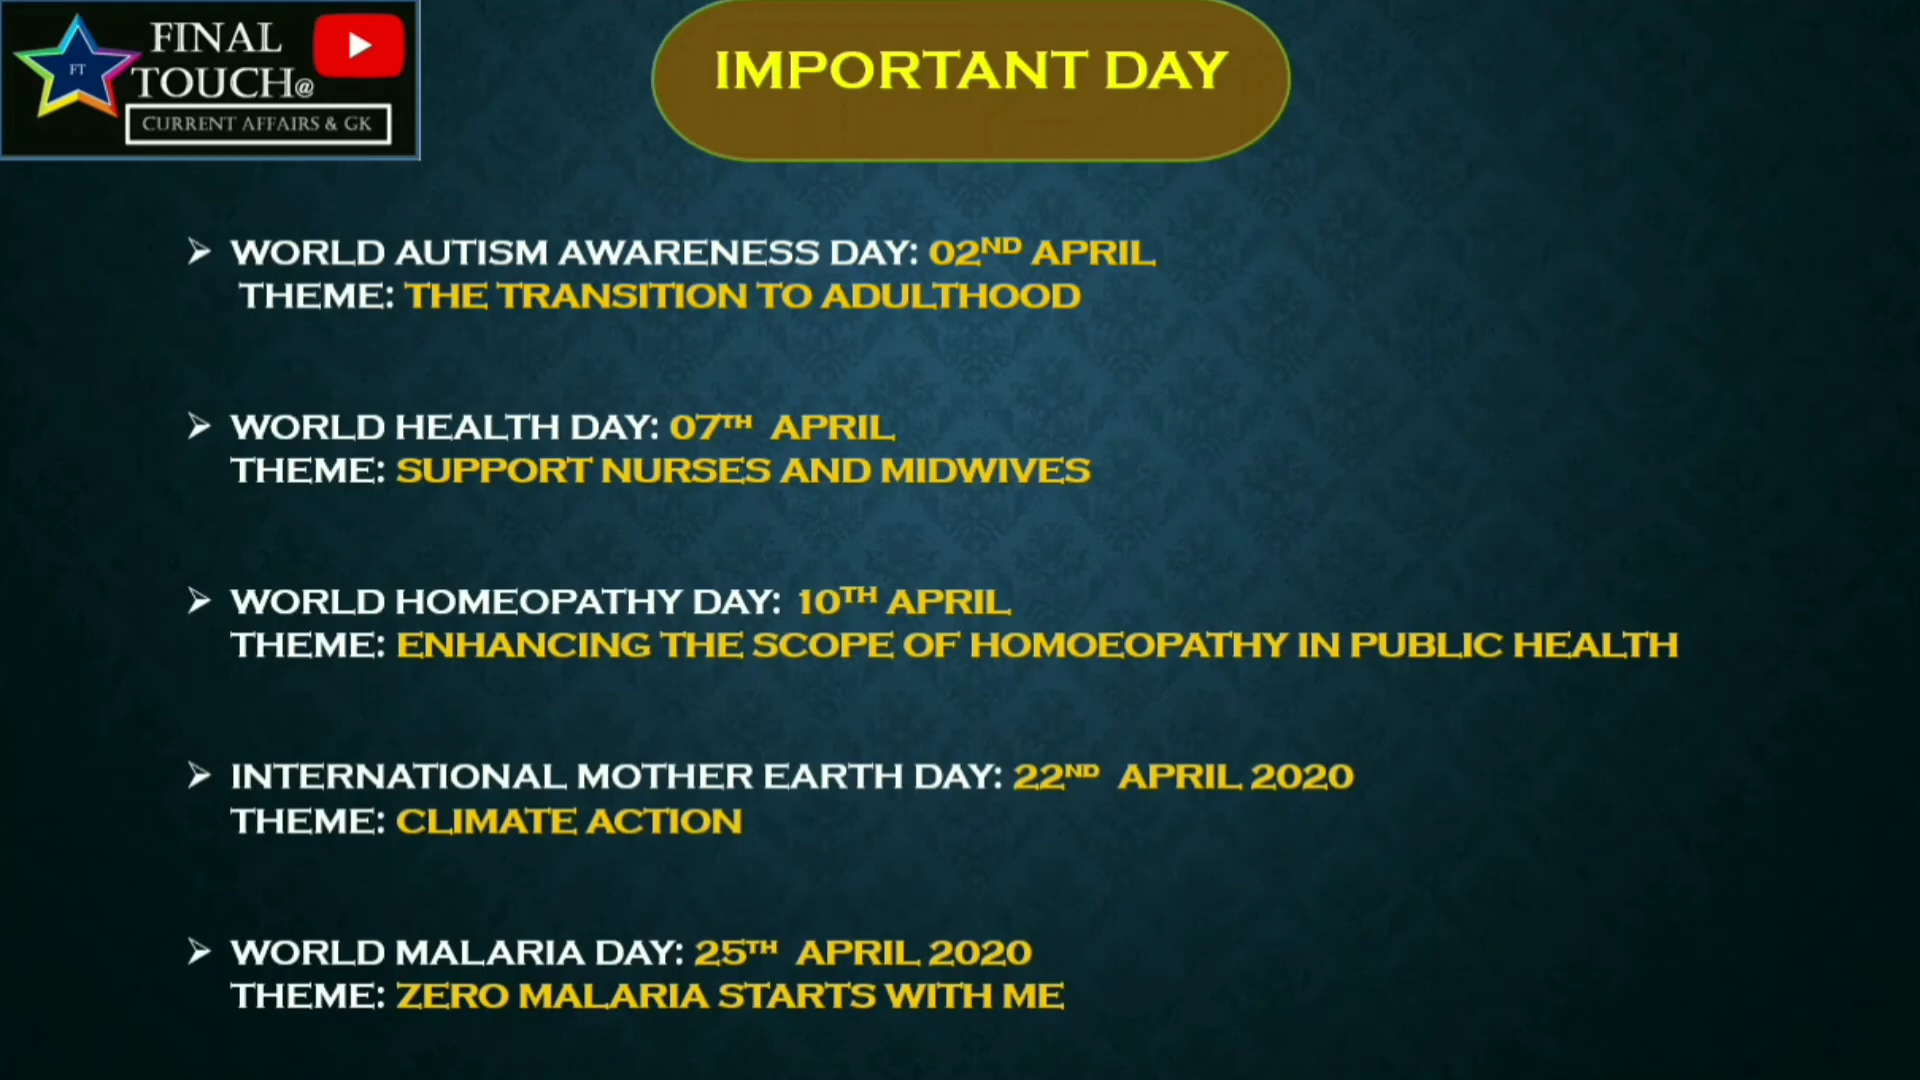 FT
FINAL
TOUCH@
CURRENT AFFAIRS & GK
IMPORTANT DAY
➢ WORLD AUTISM AWARENESS DAY: 02ND APRIL
THEME: THE TRANSITION TO ADULTHOOD
➢ WORLD HEALTH DAY: 07TH APRIL
THEME: SUPPORT NURSES AND MIDWIVES
➢ WORLD HOMEOPATHY DAY: 10TH APRIL
THEME: ENHANCING THE SCOPE OF HOMOEOPATHY IN PUBLIC HEALTH
➢ INTERNATIONAL MOTHER EARTH DAY: 22ND APRIL 2020
THEME: CLIMATE ACTION
➢ WORLD MALARIA DAY: 25TH APRIL 2020
THEME: ZERO MALARIA STARTS WITH ME